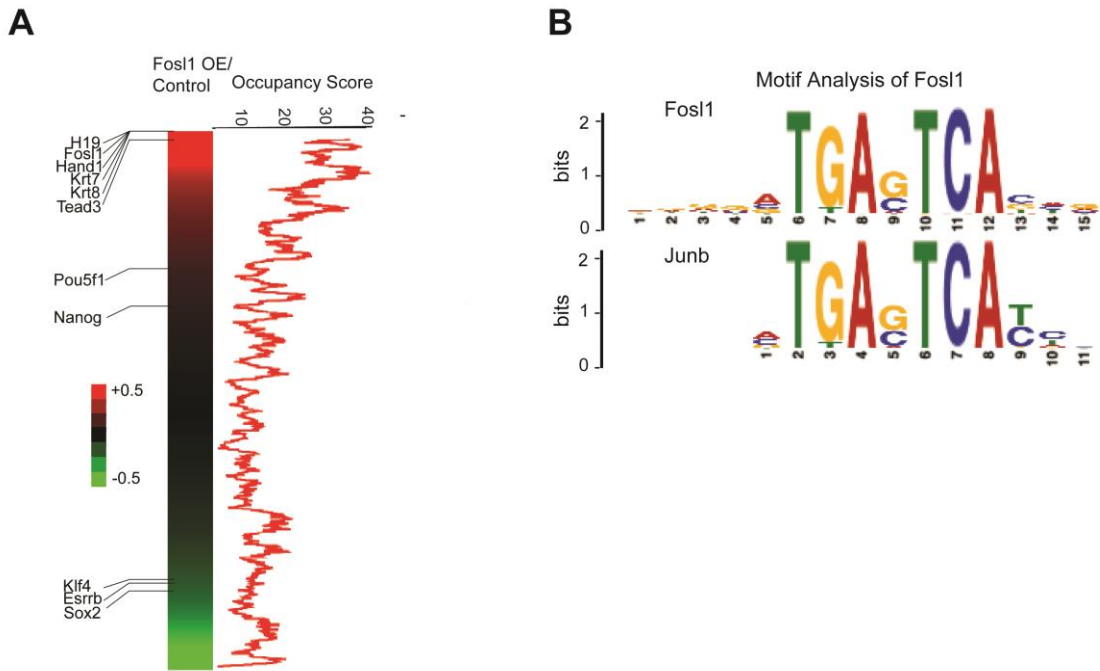 A
Fosl1 OE/
Control
Occupancy Score
10
20
30
40
-
H19
Fosl1
Hand1
Krt7
Krt8
Tead3
Pou5f1
Nanog
+0.5
-0.5
Klf4
Esrrb
Sox2
B
Motif Analysis of Fosl1
Fosl1
bits
2
1
0
TGAGTCA
1 2 3 4 5 6 7 8 9 10 11 12 13 14 15
Junb
bits
2
1
0
TGAGTCA
1 2 3 4 5 6 7 8 9 10 11